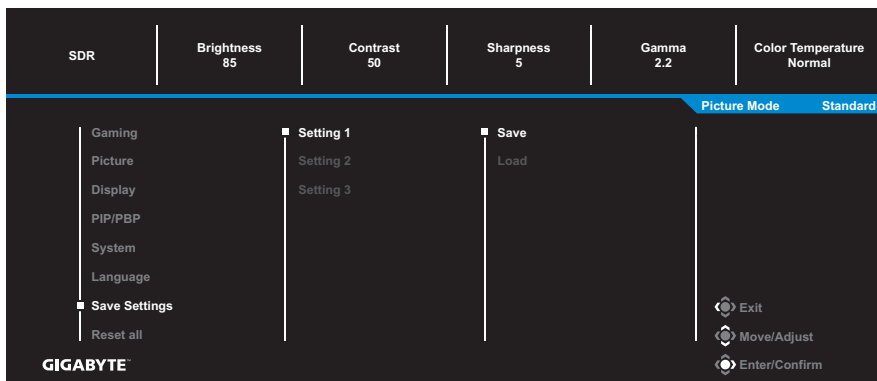 SDR
Brightness
85
Contrast
50
Sharpness
5
Gamma
2.2
Color Temperature
Normal
Picture Mode Standard
Gaming
Picture
Display
PIP/PBP
System
Language
Save Settings
Reset all
Setting 1
Setting 2
Setting 3
Save
Load
Exit
Move/Adjust
Enter/Confirm
GIGABYTE™